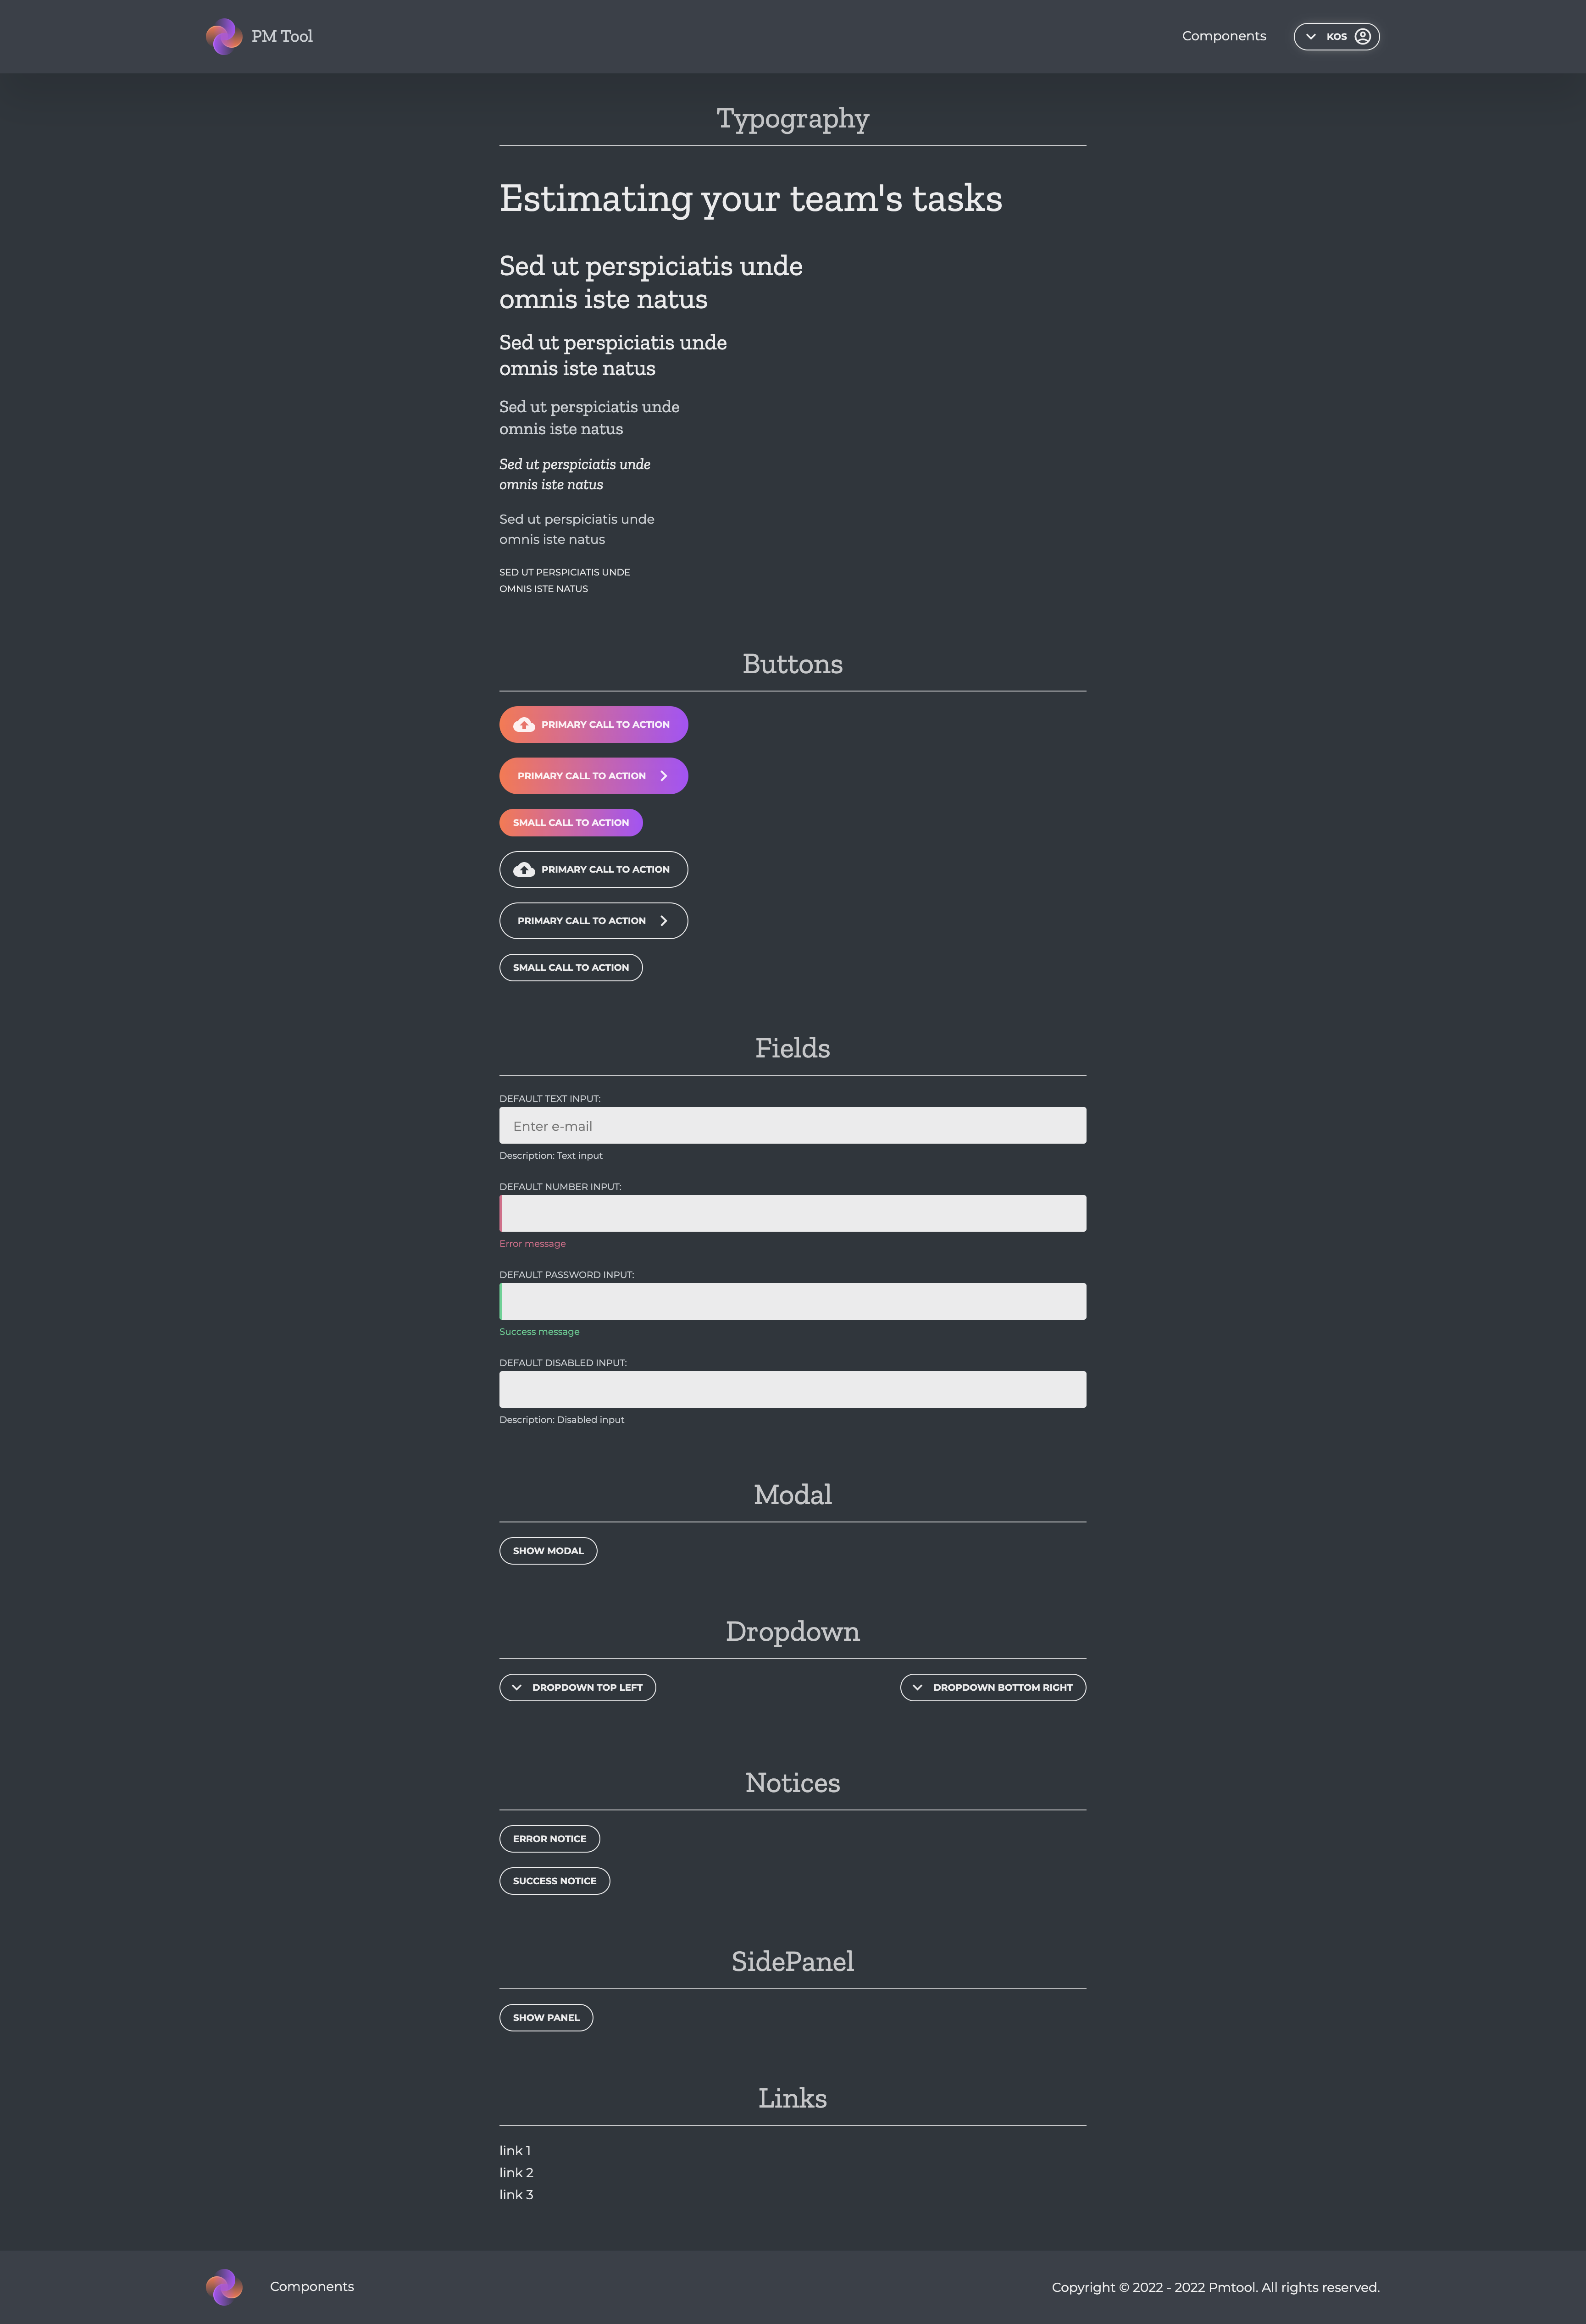 PM Tool
Components
KOS
Typography
Estimating your team's tasks
Sed ut perspiciatis unde
omnis iste natus
Sed ut perspiciatis unde
omnis iste natus
Sed ut perspiciatis unde
omnis iste natus
Sed ut perspiciatis unde
omnis iste natus
Sed ut perspiciatis unde
omnis iste natus
SED UT PERSPICIATIS UNDE
OMNIS ISTE NATUS
Buttons
PRIMARY CALL TO ACTION
PRIMARY CALL TO ACTION
SMALL CALL TO ACTION
PRIMARY CALL TO ACTION
PRIMARY CALL TO ACTION
SMALL CALL TO ACTION
Fields
DEFAULT TEXT INPUT:
Enter e-mail
Description: Text input
DEFAULT NUMBER INPUT:
Error message
DEFAULT PASSWORD INPUT:
Success message
DEFAULT DISABLED INPUT:
Description: Disabled input
Modal
SHOW MODAL
Dropdown
DROPDOWN TOP LEFT
DROPDOWN BOTTOM RIGHT
Notices
ERROR NOTICE
SUCCESS NOTICE
SidePanel
SHOW PANEL
Links
link 1
link 2
link 3
Components
Copyright © 2022 - 2022 Pmtool. All rights reserved.